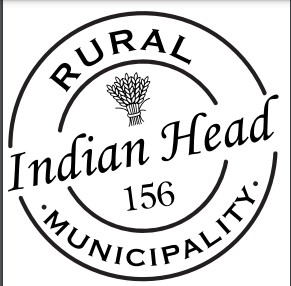 RURAL
Indian Head
156
• MUNICIPALITY •